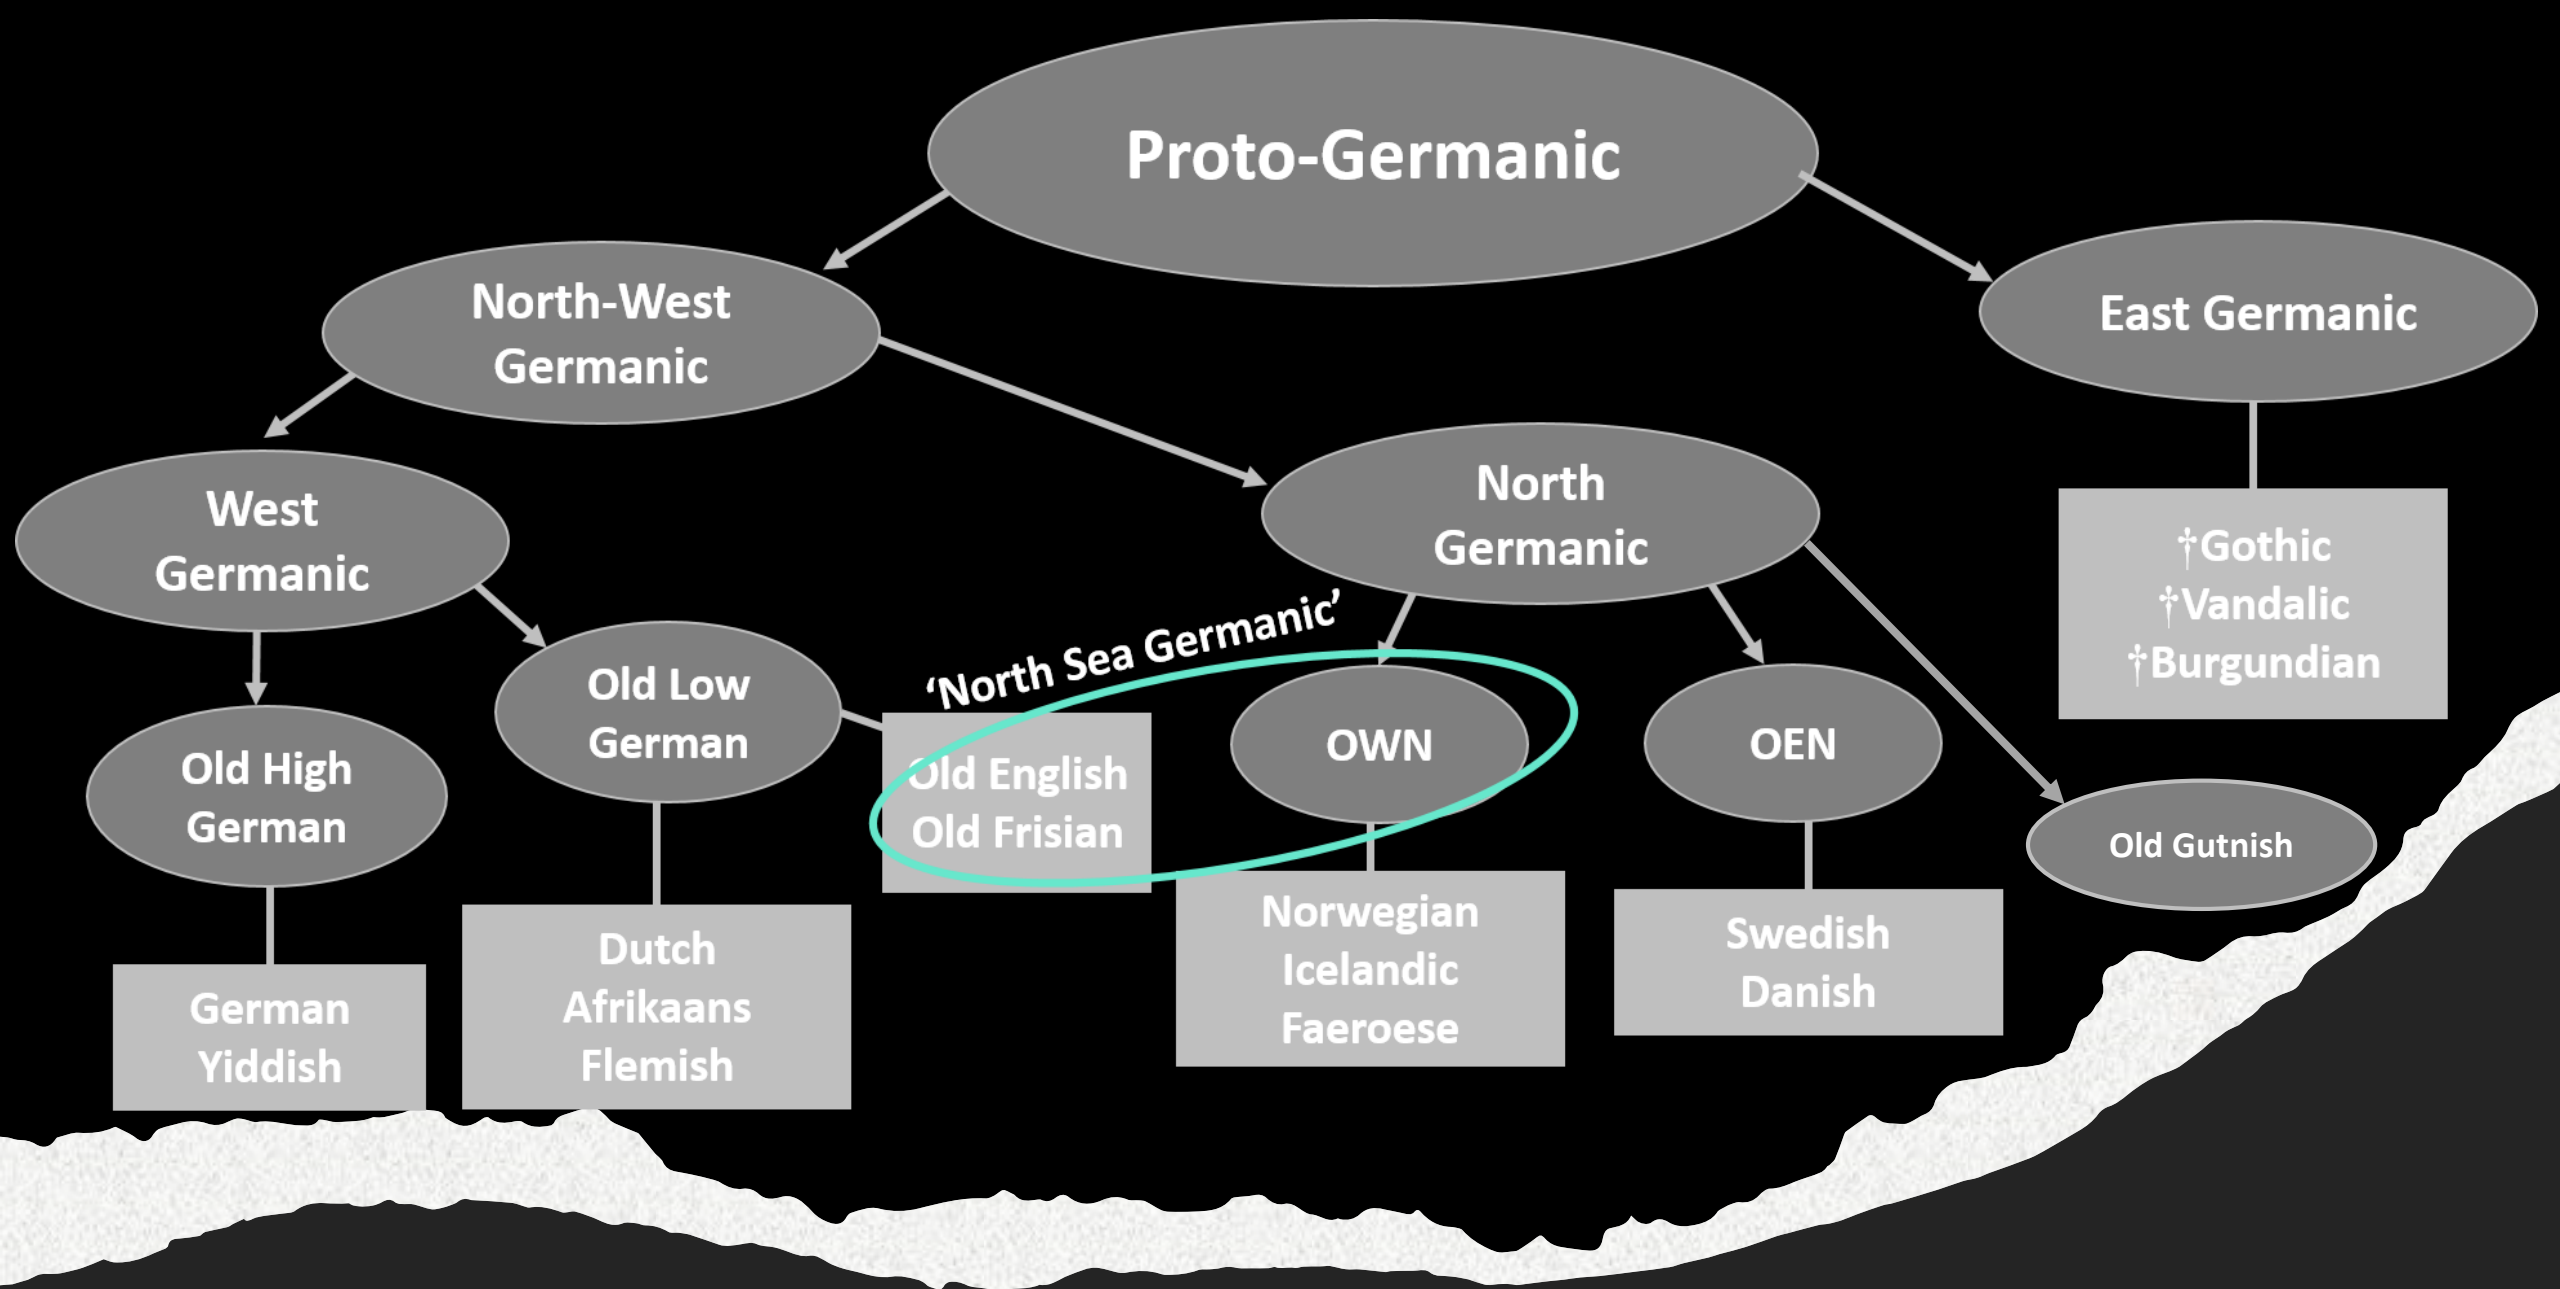 Proto-Germanic
North-West
Germanic
East Germanic
West
Germanic
North
Germanic
†Gothic
†Vandalic
†Burgundian
'North Sea Germanic'
Old Low
German
Old High
German
Old English
Old Frisian
OWN
OEN
Old Gutnish
German
Yiddish
Dutch
Afrikaans
Flemish
Norwegian
Icelandic
Faeroese
Swedish
Danish